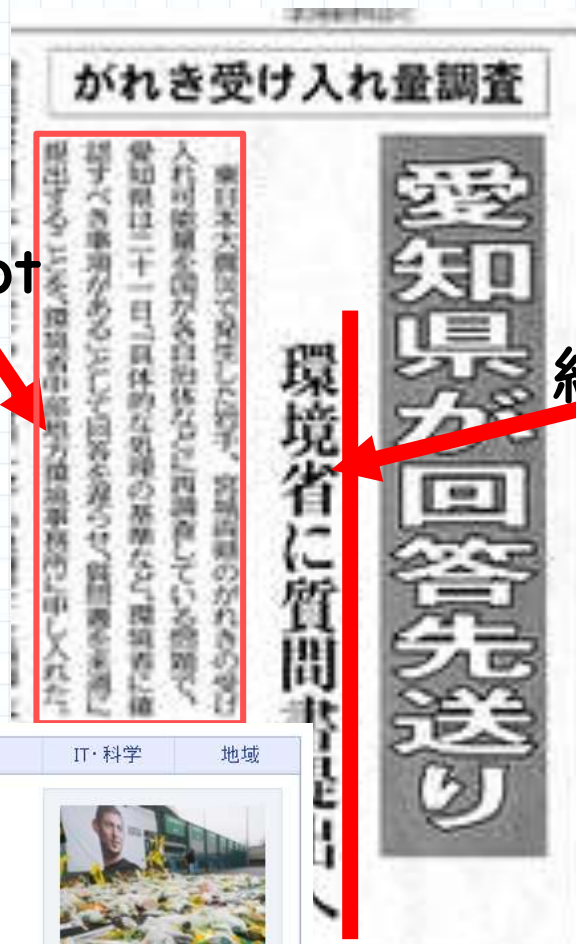 がれき受け入れ量調査
愛知県が回答先送り
環境省に質問書提出へ
東日本大震災で発生した岩手、宮城両県のがれきの受け
入れ可能量を国が各自治体などに再調査している問題で、
愛知県は二十一日、「具体的な処理の基準など、環境省に確
認すべき事項がある」として回答を遅らせ、質問書を
提出することを、環境省中部地方環境事務所に申し入れた。
IT・科学
地域